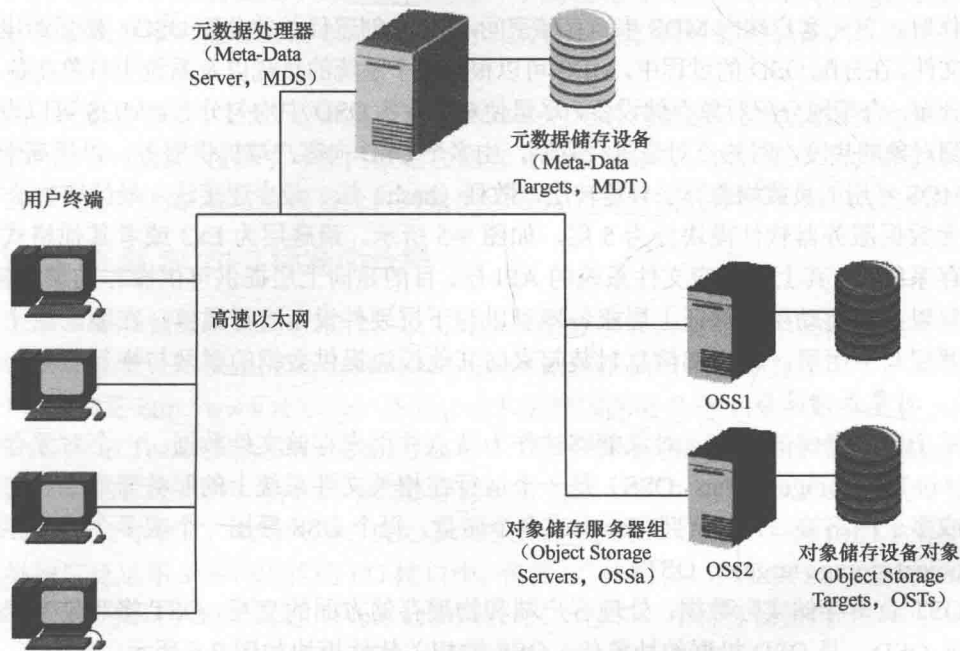 元数据处理器
(Meta-Data
Server, MDS)
元数据储存设备
(Meta-Data
Targets, MDT)
用户终端
高速以太网
OSS1
对象储存服务器组
(Object Storage
Servers, OSSa)
OSS2
对象储存设备对象
(Object Storage
Targets, OSTs)